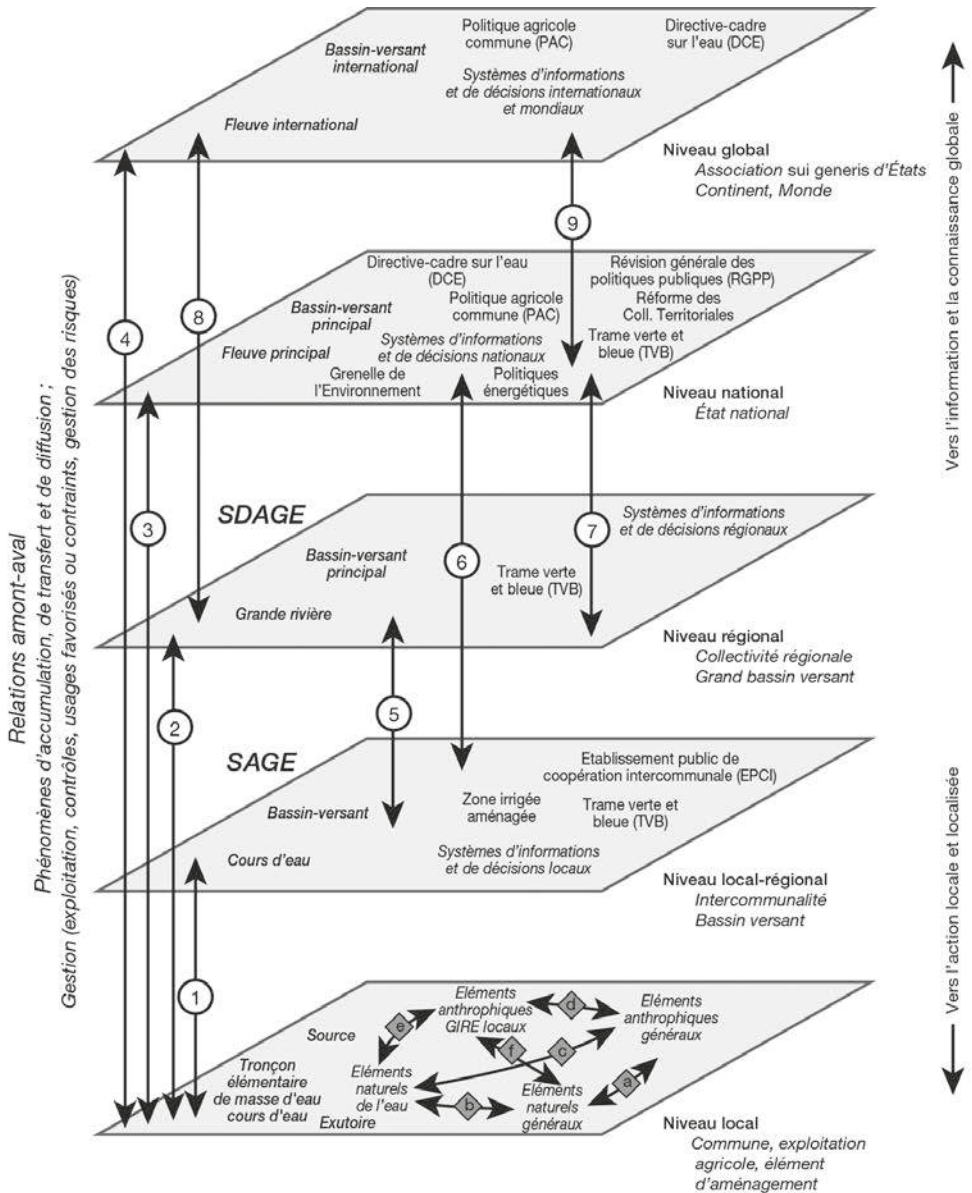 Politique agricole
commune (PAC)
Directive-cadre
sur l'eau (DCE)
Bassin-versant
international
Systèmes d'informations
et de décisions internationaux
et mondiaux
Fleuve international
Niveau global
Association sui generis d'États
Continent, Monde
9
Directive-cadre sur l'eau
(DCE)
Révision générale des
politiques publiques (RGPP)
Politique agricole
commune (PAC)
Réforme des
Coll. Territoriales
Bassin-versant
principal
Fleuve principal
Systèmes d'informations
et de décisions nationaux
Trame verte et
bleue (TVB)
Grenelle de
l'Environnement
Politiques
énergétiques
Niveau national
État national
4
8
3
SDAGE
Systèmes d'informations
et de décisions régionaux
Bassin-versant
principal
6
7
Trame verte
et bleue (TVB)
Grande rivière
Niveau régional
Collectivité régionale
Grand bassin versant
2
5
SAGE
Etablissement public de
coopération intercommunale (EPCI)
Bassin-versant
Zone irrigée
aménagée
Trame verte et
bleue (TVB)
Cours d'eau
Systèmes d'informations
et de décisions locaux
Niveau local-régional
Intercommunalité
Bassin versant
1
Source
Eléments
anthrophiques
GIRE locaux
Eléments
anthrophiques
généraux
Tronçon
élémentaire
de masse d'eau
cours d'eau
Eléments
naturels
de l'eau
Eléments
naturels
généraux
Exutoire
e
d
f
c
a
b
Niveau local
Commune, exploitation
agricole, élément
d'aménagement
Relations amont-aval
Phénomènes d'accumulation, de transfert et de diffusion ;
Gestion (exploitation, contrôles, usages favorisés ou contraints, gestion des risques)
Vers l'information et la connaissance globale
Vers l'action locale et localisée